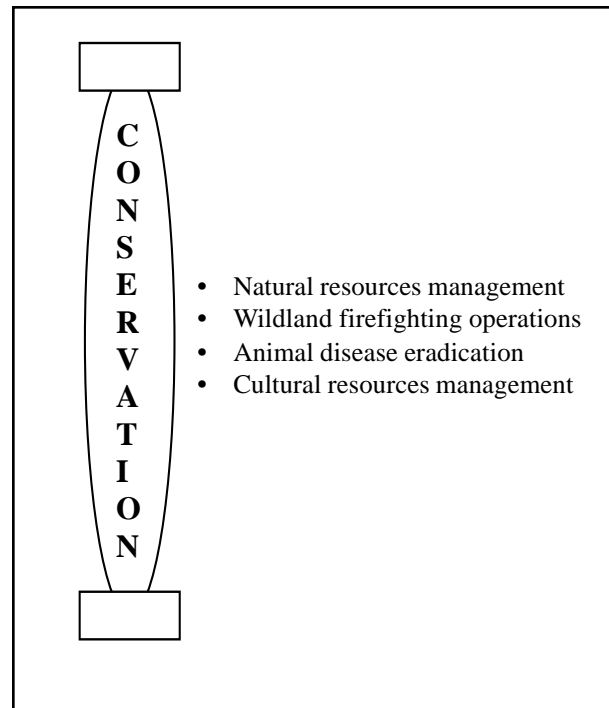 C
O
N
S
E
R
V
A
T
I
O
N
• Natural resources management
• Wildland firefighting operations
• Animal disease eradication
• Cultural resources management